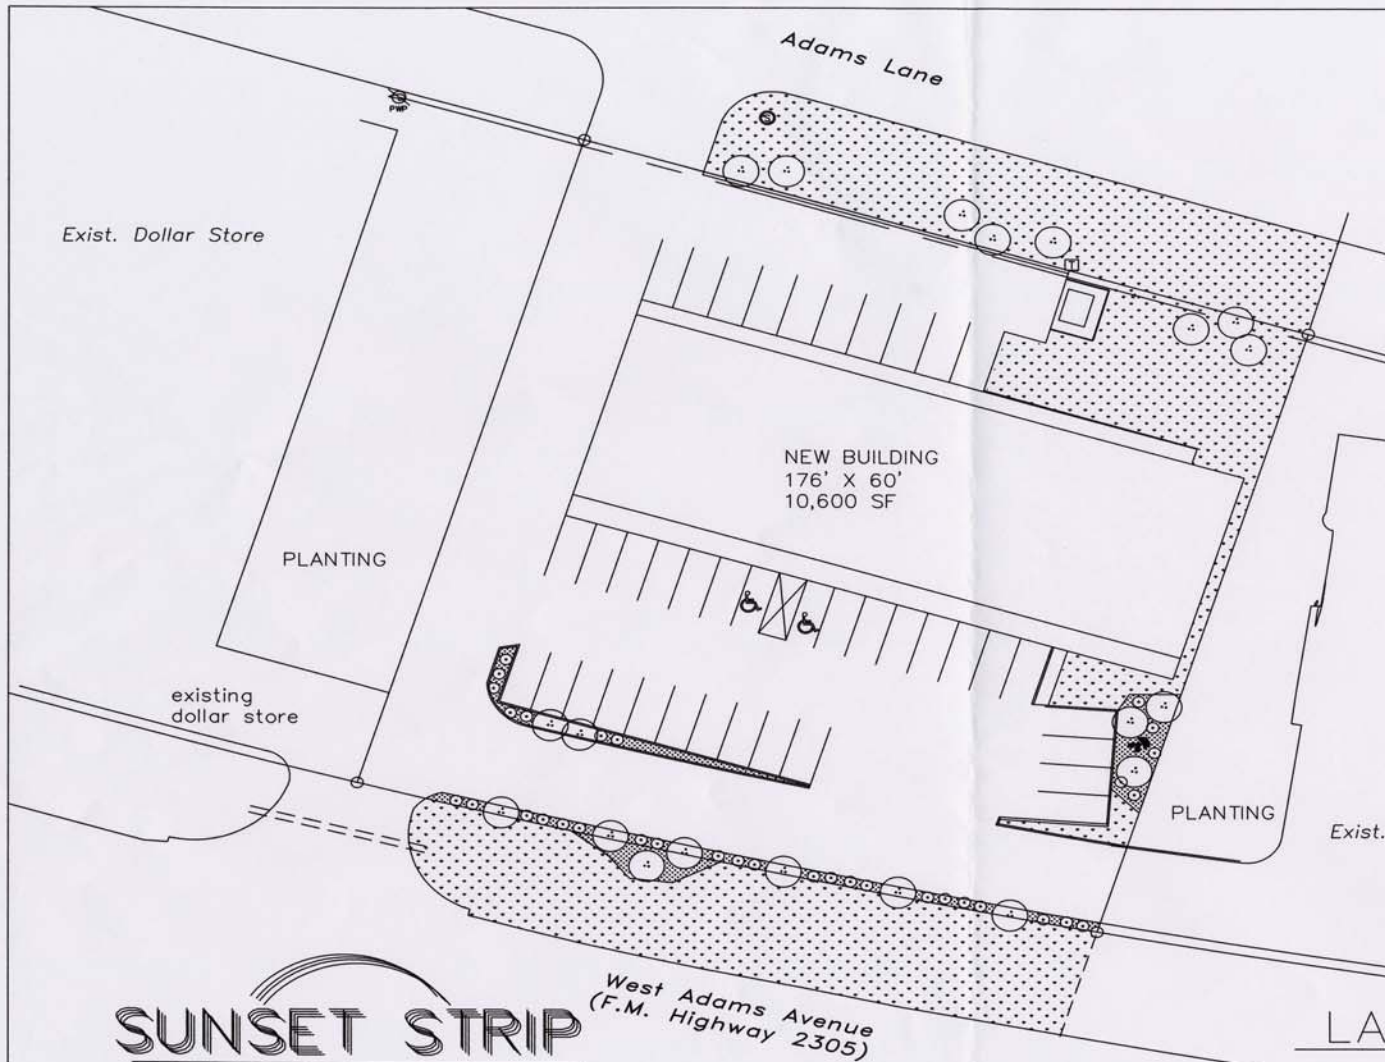 Adams Lane
S
PWP
Exist. Dollar Store
T
NEW BUILDING
176' X 60'
10,600 SF
PLANTING
existing
dollar store
PLANTING
Exist.
West Adams Avenue
(F.M. Highway 2305)
SUNSET STRIP
LA